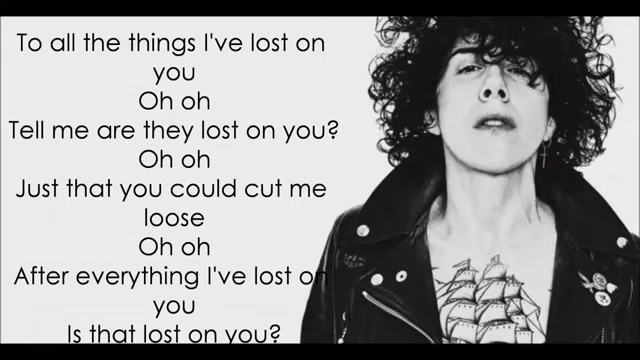 To all the things I've lost on
you
Oh oh
Tell me are they lost on you?
Oh oh
Just that you could cut me
loose
Oh oh
After everything I've lost on
you
Is that lost on you?